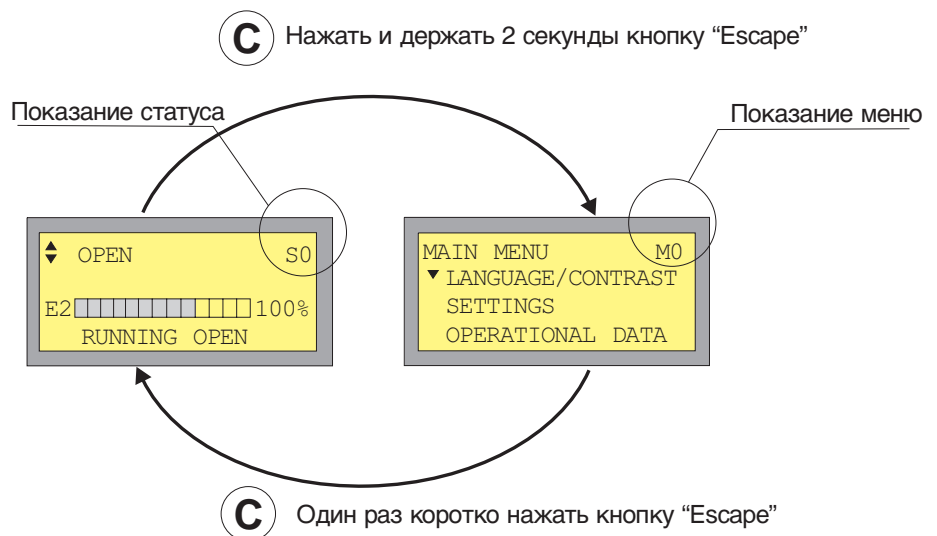 C Нажать и держать 2 секунды кнопку “Escape”
Показание статуса
Показание меню
OPEN S0
E2 100%
RUNNING OPEN
MAIN MENU M0
LANGUAGE/CONTRAST
SETTINGS
OPERATIONAL DATA
C Один раз коротко нажать кнопку “Escape”